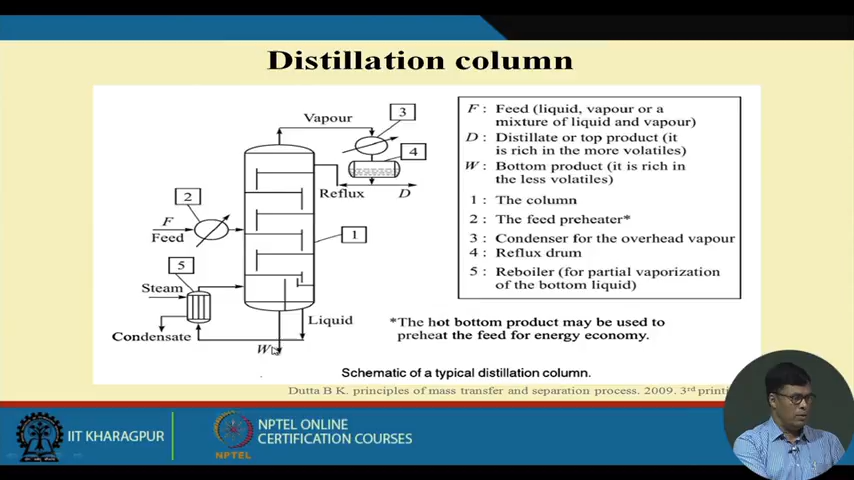 Distillation column
Vapour
3
4
Reflux
D
2
F
Feed
1
5
Steam
Condensate
Liquid
W
F : Feed (liquid, vapour or a
mixture of liquid and vapour)
D : Distillate or top product (it
is rich in the more volatiles)
W : Bottom product (it is rich in
the less volatiles)
1 : The column
2 : The feed preheater*
3 : Condenser for the overhead vapour
4 : Reflux drum
5 : Reboiler (for partial vaporization
of the bottom liquid)
*The hot bottom product may be used to
preheat the feed for energy economy.
Schematic of a typical distillation column.
Dutta B K. principles of mass transfer and separation process. 2009. 3rd
IIT KHARAGPUR
NPTEL
NPTEL ONLINE
CERTIFICATION COURSES